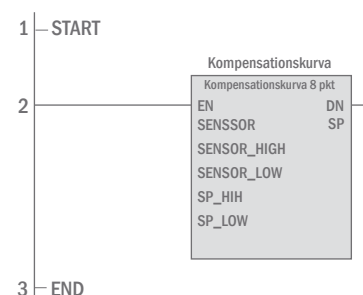 1 START
Kompensationskurva
Kompensationskurva 8 pkt
2 EN DN
SENSSOR SP
SENSOR_HIGH
SENSOR_LOW
SP_HIH
SP_LOW
3 END